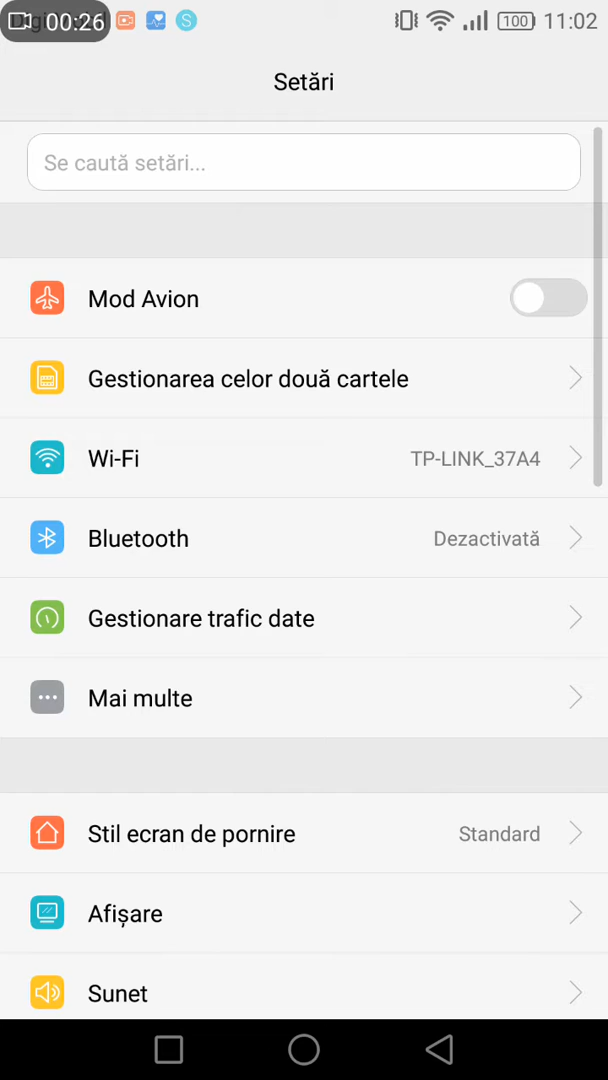 00:26
100 11:02
Setări
Se caută setări...
Mod Avion
Gestionarea celor două cartele
Wi-Fi TP-LINK_37A4
Bluetooth Dezactivată
Gestionare trafic date
Mai multe
Stil ecran de pornire Standard
Afișare
Sunet